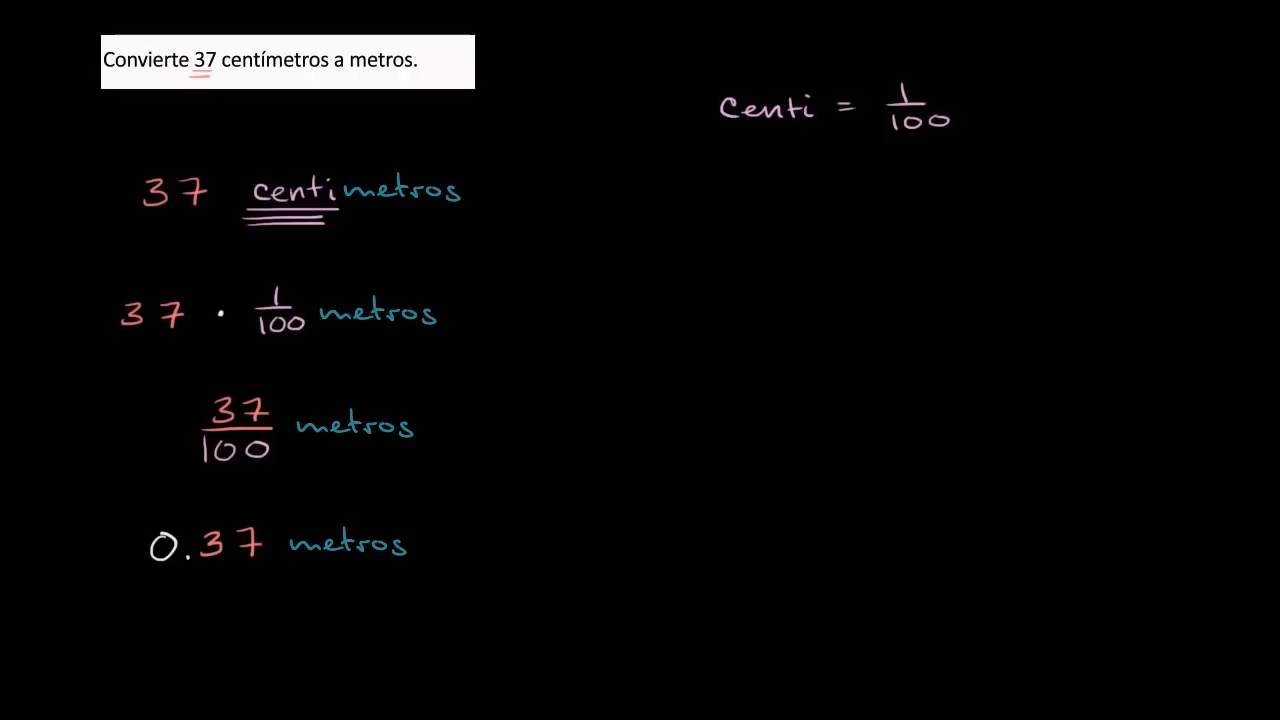 Convierte 37 centímetros a metros.
centi = 1/100
37 centimetros
37 · 1/100 metros
37/100 metros
0.37 metros